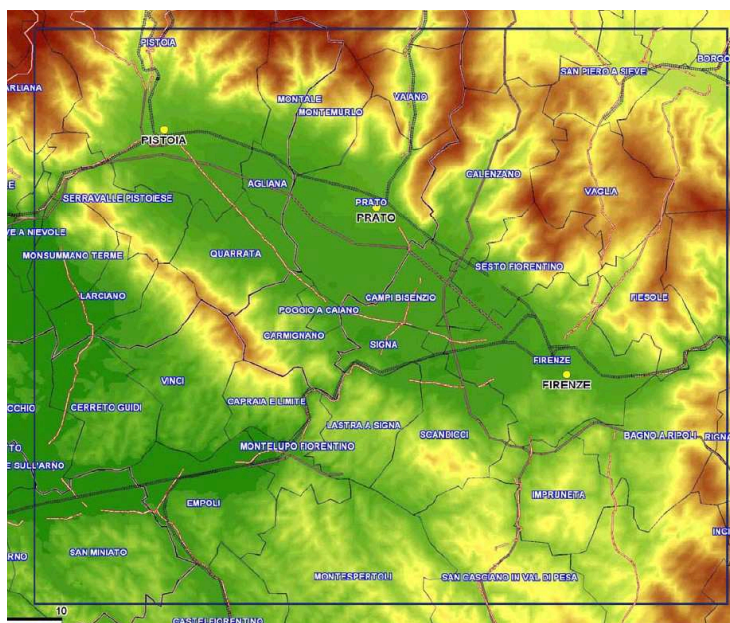 PISTOIA
BORGO
SAN PIERO A SIEVE
ARLIANA
MONTALE
VAIANO
MONTEMURLO
PISTOIA
CALENZANO
AGLIANA
VAGLIA
E
SERRAVALLE PISTOIESE
PRATO
PRATO
VE A NIEVOLE
MONSUMMANO TERME
QUARRATA
SESTO FIORENTINO
LARCIANO
CAMPI BISENZIO
FIESOLE
POGGIO A CAIANO
CARMIGNANO
SIGNA
FIRENZE
VINCI
FIRENZE
CAPRAIA E LIMITE
CCHIO
CERRETO GUIDI
LASTRA A SIGNA
SCANDICCI
BAGNO A RIPOLI
RIGNA
TO
MONTELUPO FIORENTINO
E SULL'ARNO
IMPRUNETA
EMPOLI
INCI
RNO
SAN MINIATO
MONTESPERTOLI
SAN CASCIANO IN VAL DI PESA
10
CASTELFIORENTINO